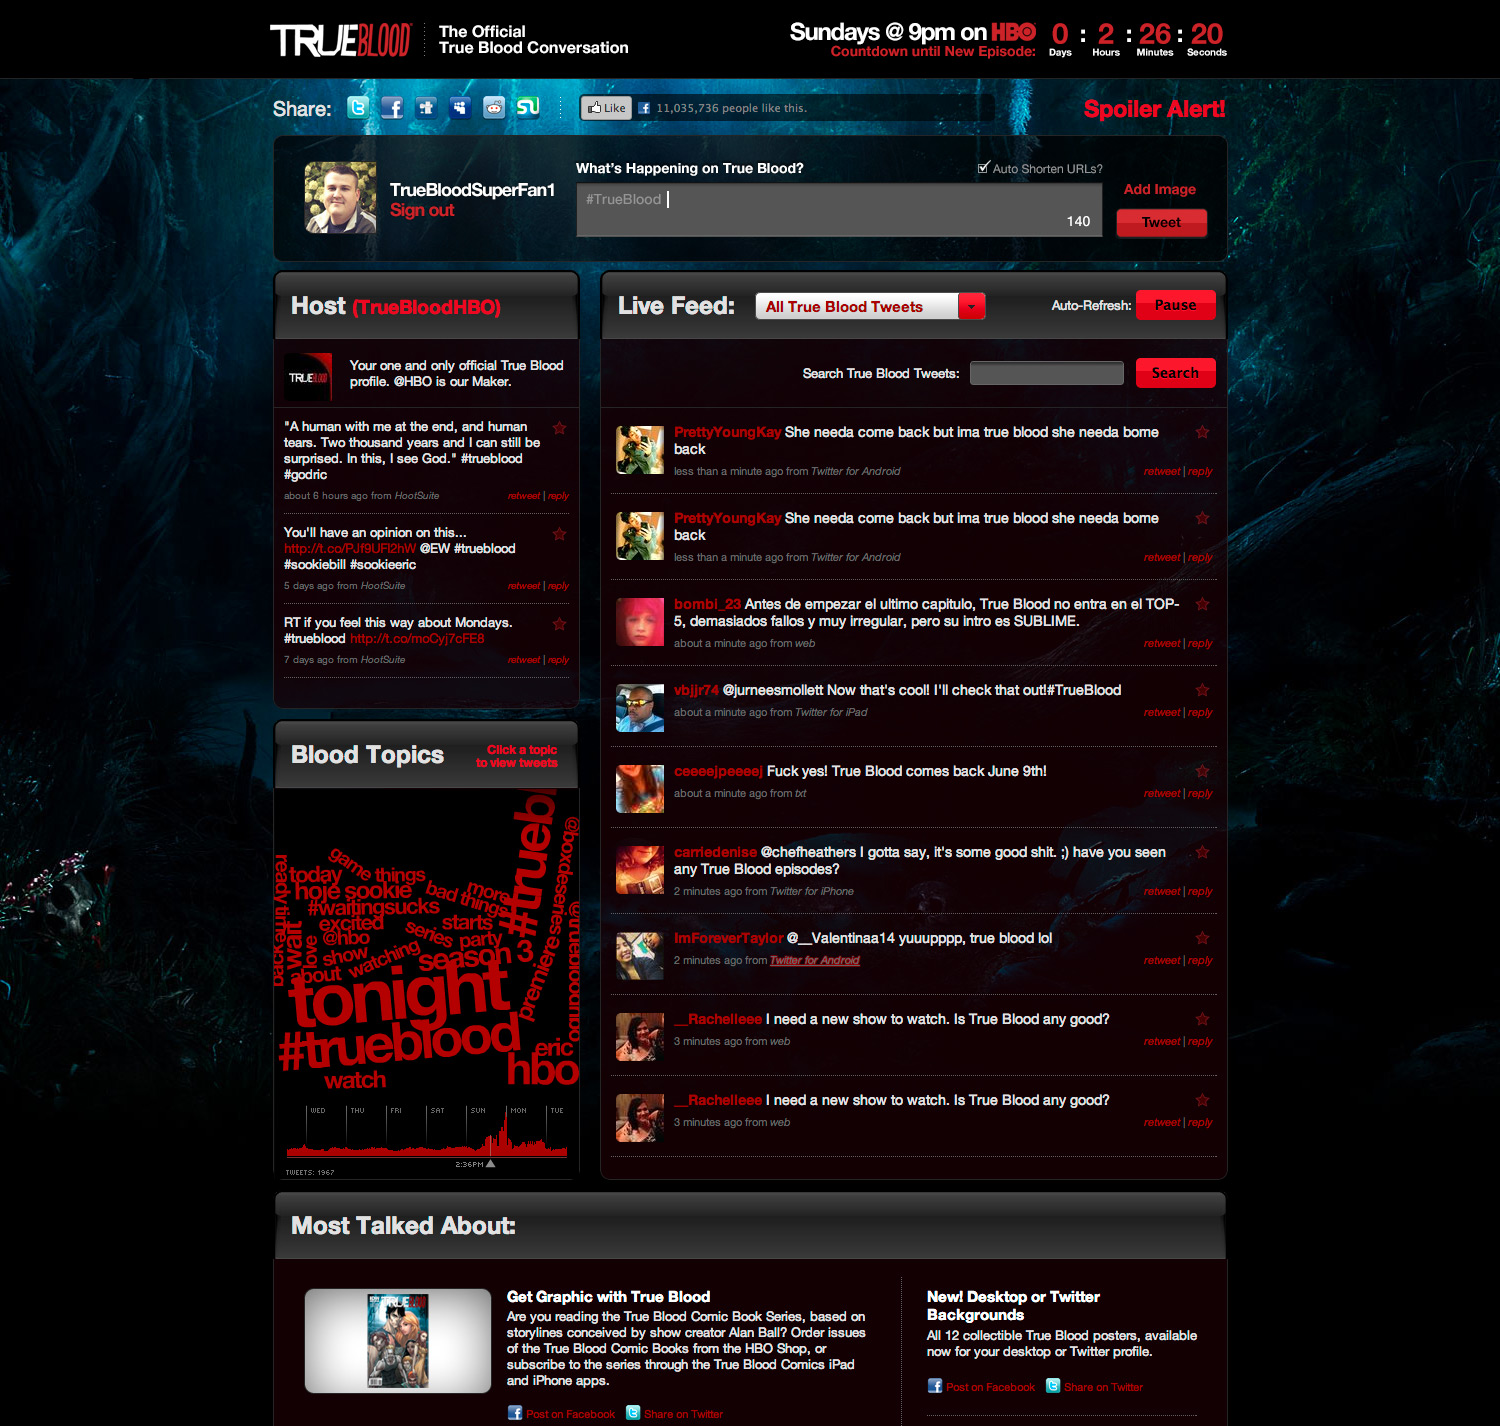 TRUEBLOOD
The Official
True Blood Conversation
Sundays @ 9pm on HBO
Countdown until New Episode:
0 : 2 : 26 : 20
Days Hours Minutes Seconds
Share:
Like
11,035,736 people like this.
Spoiler Alert!
TrueBloodSuperFan1
Sign out
What's Happening on True Blood?
Auto Shorten URLs?
#TrueBlood
140
Add Image
Tweet
Host (TrueBloodHBO)
TRUEBLOOD
Your one and only official True Blood
profile. @HBO is our Maker.
"A human with me at the end, and human
tears. Two thousand years and I can still be
surprised. In this, I see God." #trueblood
#godric
about 6 hours ago from HootSuite
retweet | reply
You'll have an opinion on this...
http://t.co/PJf9UFl2hW @EW #trueblood
#sookiebill #sookieeric
5 days ago from HootSuite
retweet | reply
RT if you feel this way about Mondays.
#trueblood http://t.co/moCyj7cFE8
7 days ago from HootSuite
retweet | reply
Blood Topics
Click a topic
to view tweets
#trueb
@boxdeseries
ready time
game things
today
hoje sookie
bad things
more
#waitingsucks
excited
starts
wait
@hbo
series party
love
show
watching
season 3
back
about
premiere
@truebloodhbo
tonight
#trueblood
eric
hbo
watch
WED THU FRI SAT SUN MON TUE
2:36PM
TWEETS: 1967
Live Feed:
All True Blood Tweets
Auto-Refresh:
Pause
Search True Blood Tweets:
Search
PrettyYoungKay She needa come back but ima true blood she needa bome
back
less than a minute ago from Twitter for Android
retweet | reply
PrettyYoungKay She needa come back but ima true blood she needa bome
back
less than a minute ago from Twitter for Android
retweet | reply
bombi_23 Antes de empezar el ultimo capitulo, True Blood no entra en el TOP-
5, demasiados fallos y muy irregular, pero su intro es SUBLIME.
about a minute ago from web
retweet | reply
vbjjr74 @jurneesmollett Now that's cool! I'll check that out!#TrueBlood
about a minute ago from Twitter for iPad
retweet | reply
ceeeejpeeeej Fuck yes! True Blood comes back June 9th!
about a minute ago from txt
retweet | reply
carriedenise @chefheathers I gotta say, it's some good shit. ;) have you seen
any True Blood episodes?
2 minutes ago from Twitter for iPhone
retweet | reply
ImForeverTaylor @__Valentinaa14 yuuupppp, true blood lol
2 minutes ago from Twitter for Android
retweet | reply
__Rachelleee I need a new show to watch. Is True Blood any good?
3 minutes ago from web
retweet | reply
__Rachelleee I need a new show to watch. Is True Blood any good?
3 minutes ago from web
retweet | reply
Most Talked About:
TRUEBLOOD
Get Graphic with True Blood
Are you reading the True Blood Comic Book Series, based on
storylines conceived by show creator Alan Ball? Order issues
of the True Blood Comic Books from the HBO Shop, or
subscribe to the series through the True Blood Comics iPad
and iPhone apps.
Post on Facebook
Share on Twitter
New! Desktop or Twitter
Backgrounds
All 12 collectible True Blood posters, available
now for your desktop or Twitter profile.
Post on Facebook
Share on Twitter